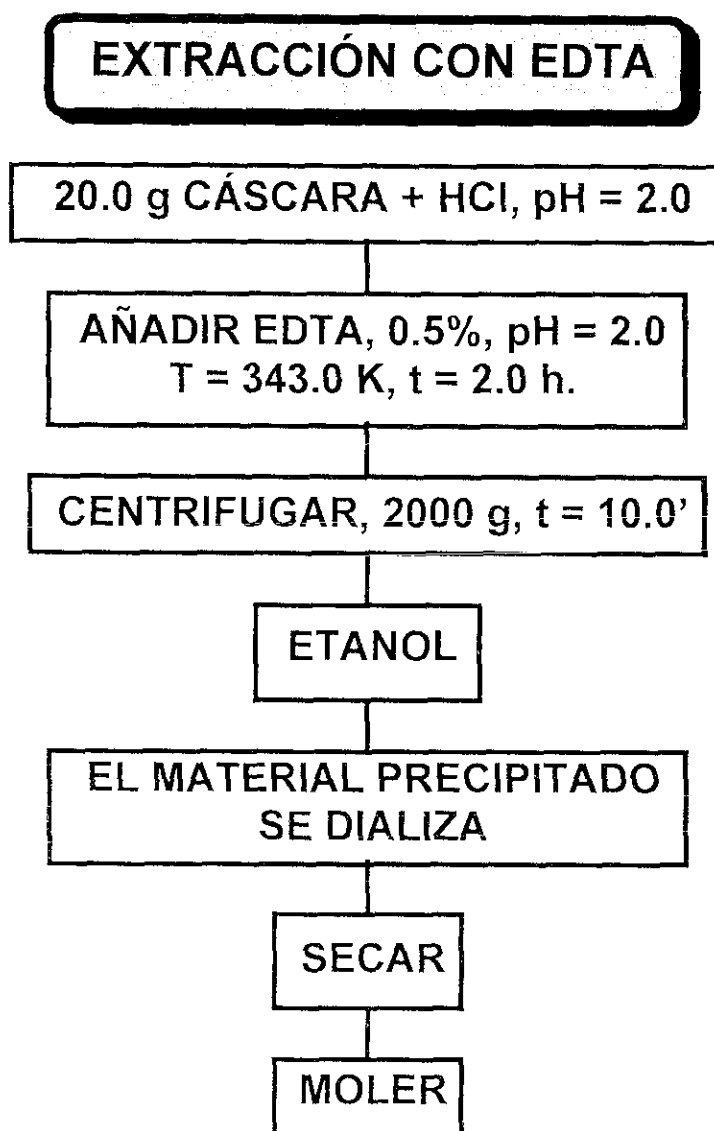 EXTRACCIÓN CON EDTA
20.0 g CÁSCARA + HCl, pH = 2.0
AÑADIR EDTA, 0.5%, pH = 2.0
T = 343.0 K, t = 2.0 h.
CENTRIFUGAR, 2000 g, t = 10.0’
ETANOL
EL MATERIAL PRECIPITADO
SE DIALIZA
SECAR
MOLER